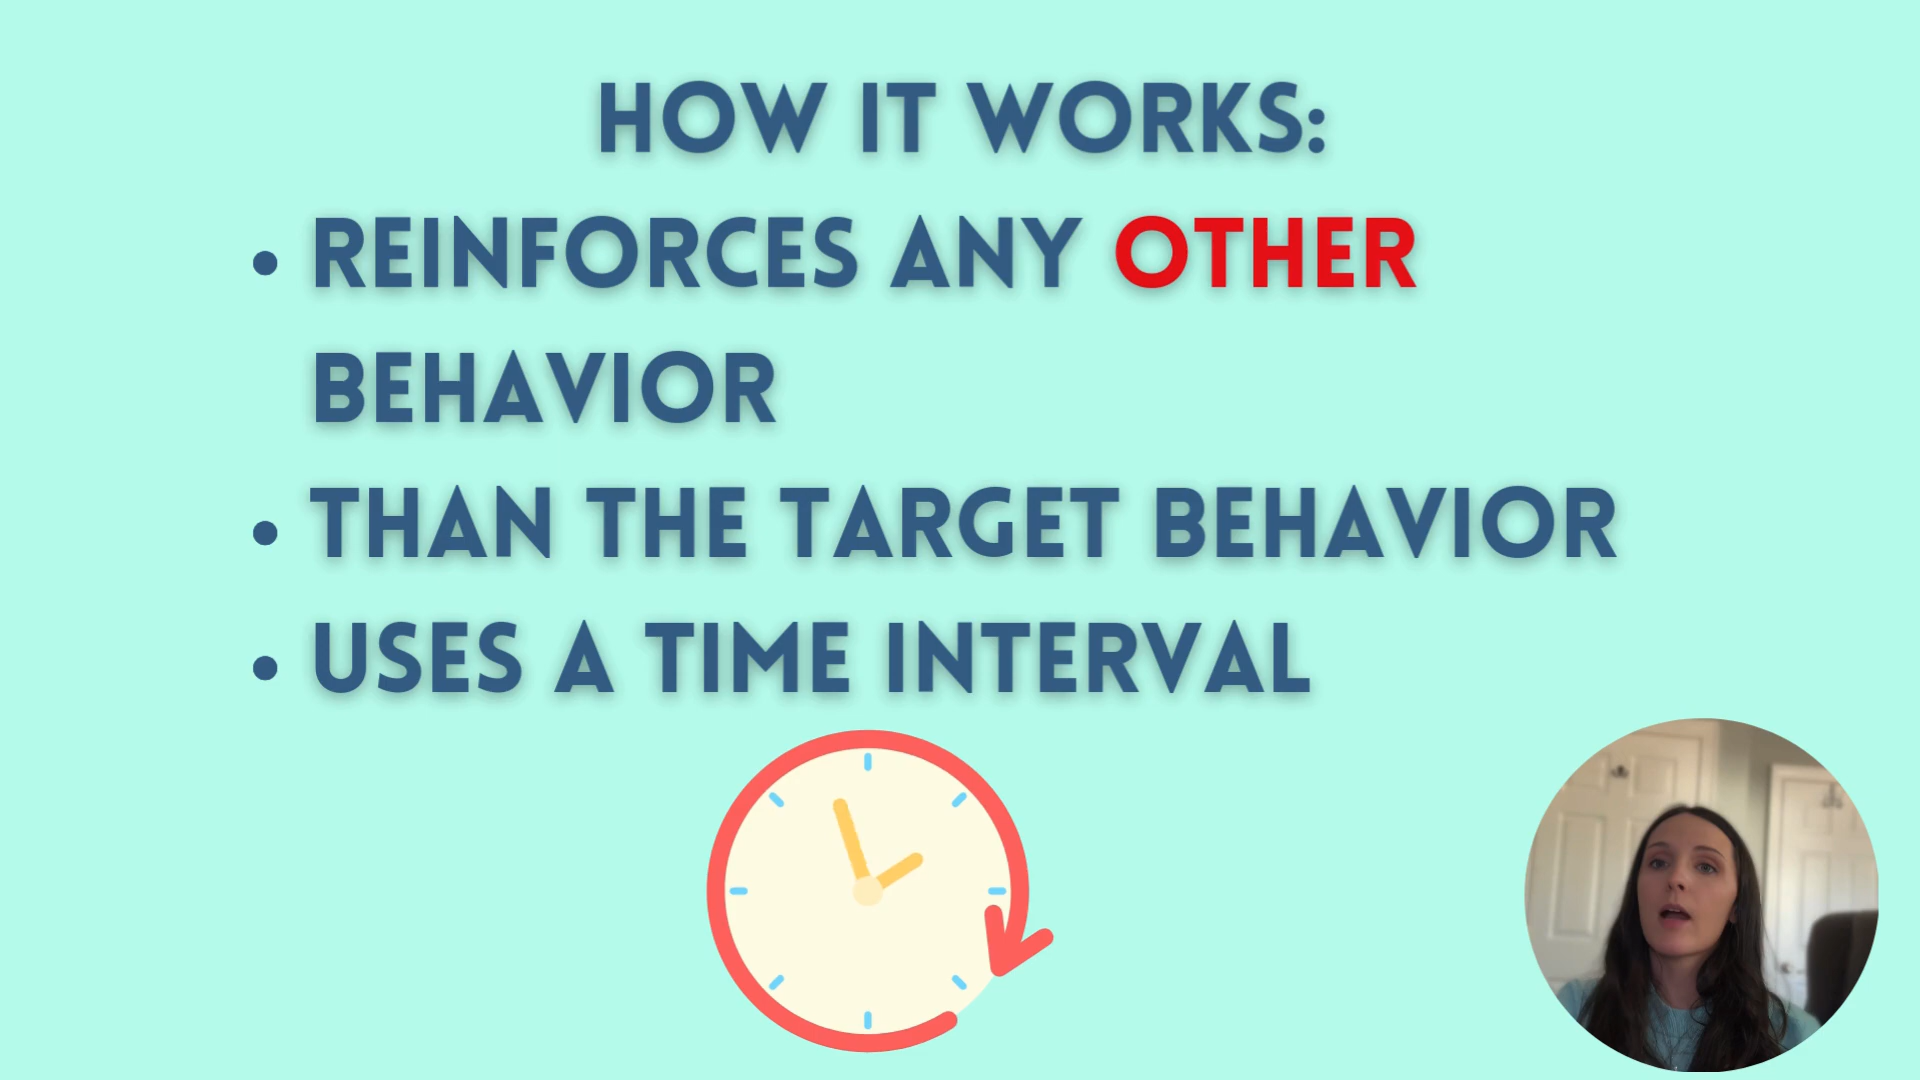 HOW IT WORKS:
• REINFORCES ANY OTHER
BEHAVIOR
• THAN THE TARGET BEHAVIOR
• USES A TIME INTERVAL